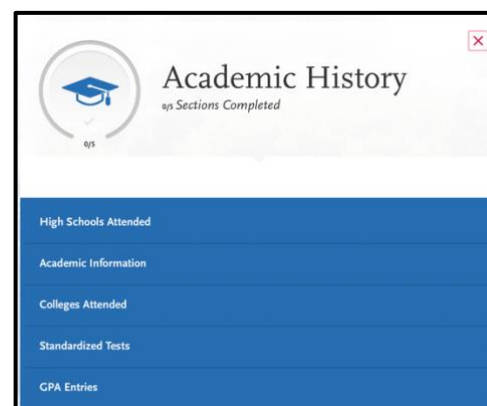 Academic History
0/5 Sections Completed
0/5
High Schools Attended
Academic Information
Colleges Attended
Standardized Tests
GPA Entries